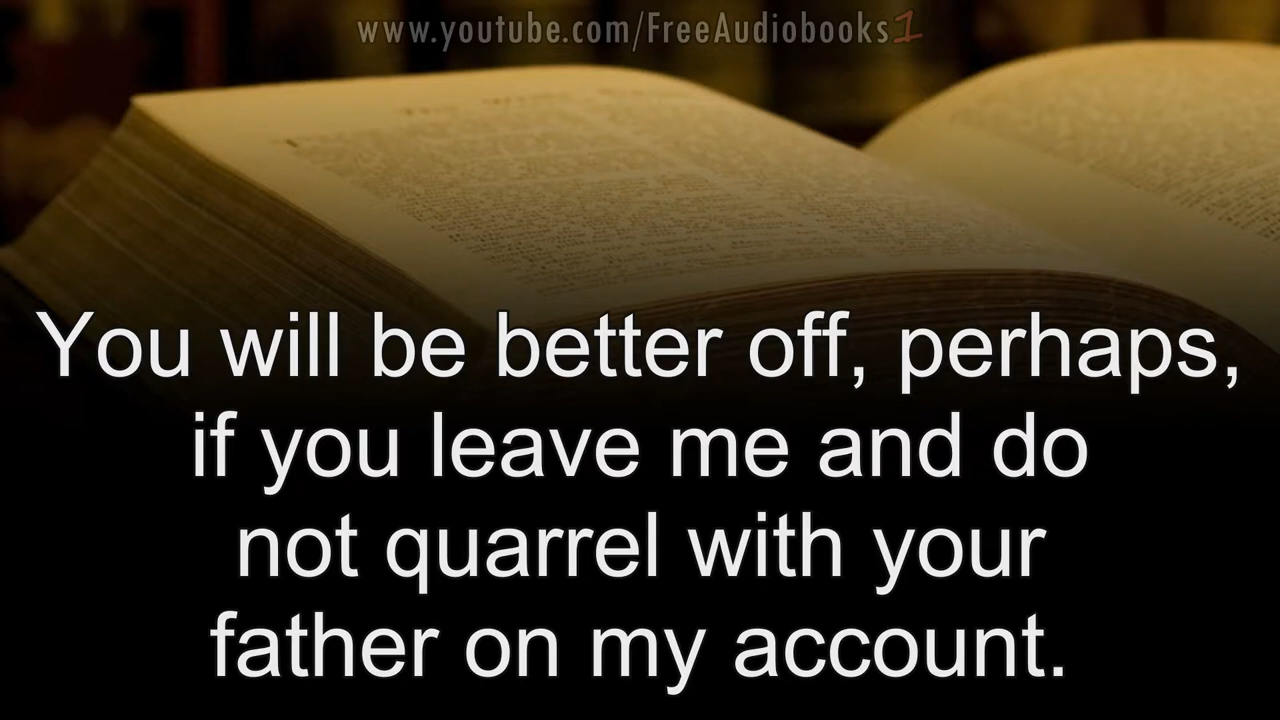 www.youtube.com/FreeAudiobooks1
You will be better off, perhaps,
if you leave me and do
not quarrel with your
father on my account.